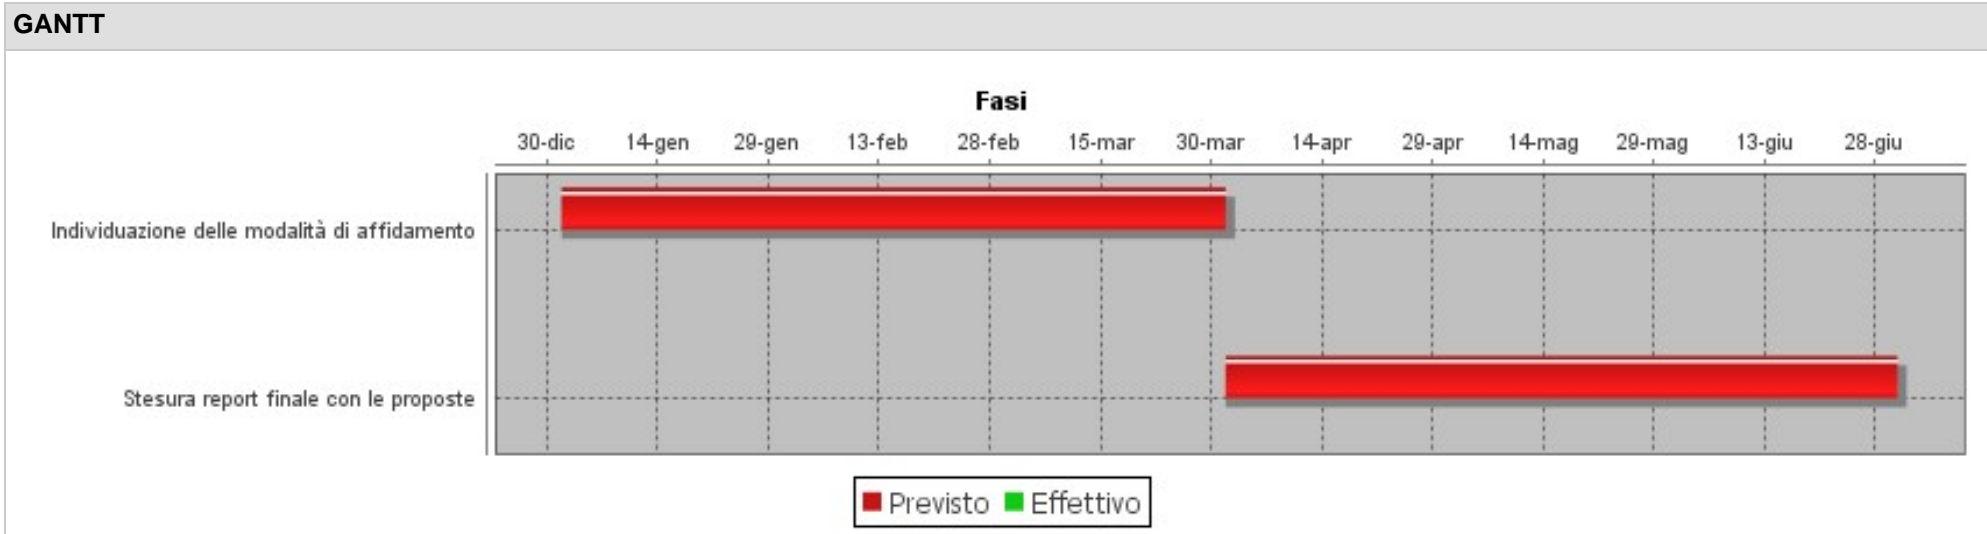 GANTT
Fasi
30-dic 14-gen 29-gen 13-feb 28-feb 15-mar 30-mar 14-apr 29-apr 14-mag 29-mag 13-giu 28-giu
Individuazione delle modalità di affidamento
Stesura report finale con le proposte
Previsto Effettivo